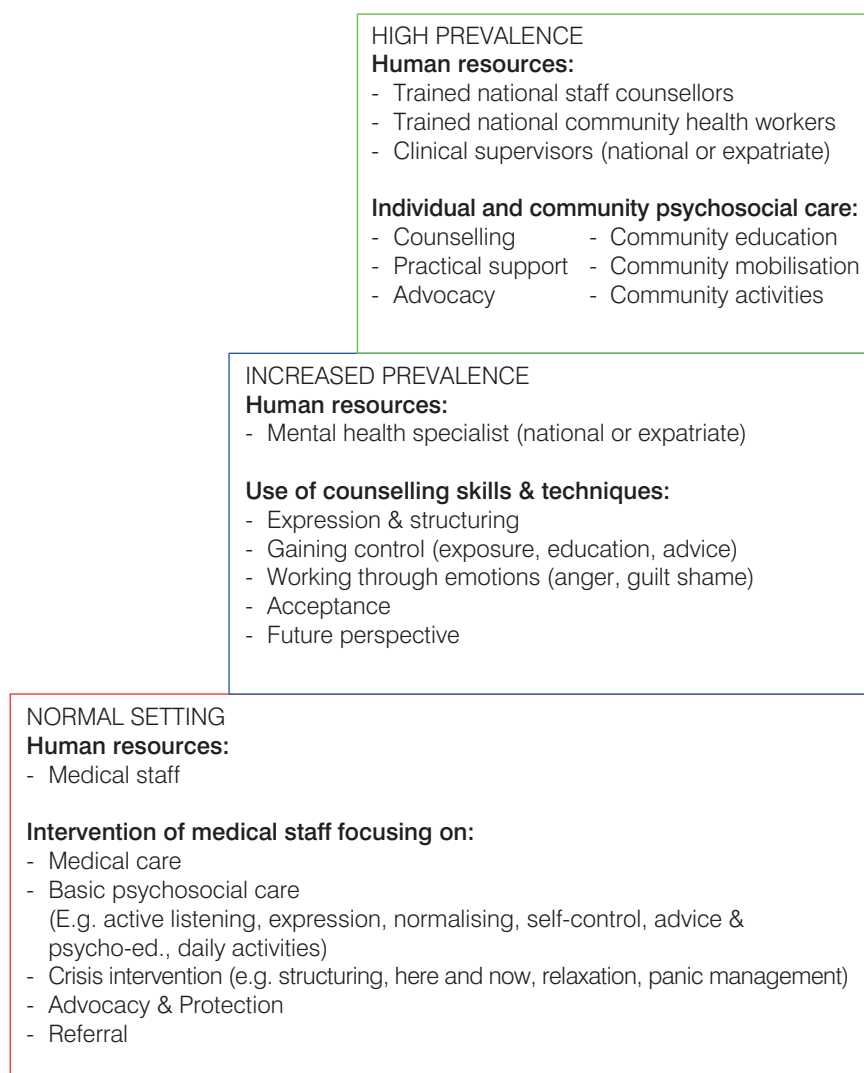 HIGH PREVALENCE
Human resources:
- Trained national staff counsellors
- Trained national community health workers
- Clinical supervisors (national or expatriate)
Individual and community psychosocial care:
- Counselling - Community education
- Practical support - Community mobilisation
- Advocacy - Community activities
INCREASED PREVALENCE
Human resources:
- Mental health specialist (national or expatriate)
Use of counselling skills & techniques:
- Expression & structuring
- Gaining control (exposure, education, advice)
- Working through emotions (anger, guilt shame)
- Acceptance
- Future perspective
NORMAL SETTING
Human resources:
- Medical staff
Intervention of medical staff focusing on:
- Medical care
- Basic psychosocial care
(E.g. active listening, expression, normalising, self-control, advice &
psycho-ed., daily activities)
- Crisis intervention (e.g. structuring, here and now, relaxation, panic management)
- Advocacy & Protection
- Referral